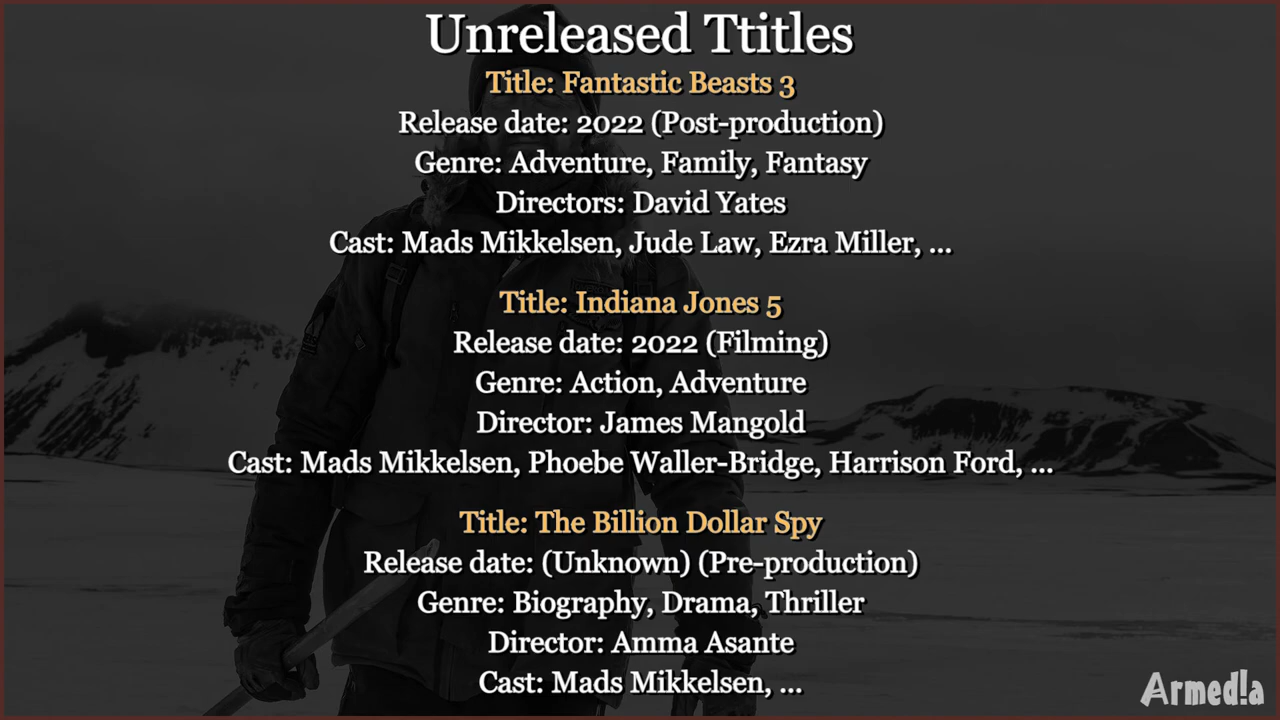 Unreleased Ttitles
Title: Fantastic Beasts 3
Release date: 2022 (Post-production)
Genre: Adventure, Family, Fantasy
Directors: David Yates
Cast: Mads Mikkelsen, Jude Law, Ezra Miller, ...
Title: Indiana Jones 5
Release date: 2022 (Filming)
Genre: Action, Adventure
Director: James Mangold
Cast: Mads Mikkelsen, Phoebe Waller-Bridge, Harrison Ford, ...
Title: The Billion Dollar Spy
Release date: (Unknown) (Pre-production)
Genre: Biography, Drama, Thriller
Director: Amma Asante
Cast: Mads Mikkelsen, ...
Armed!a